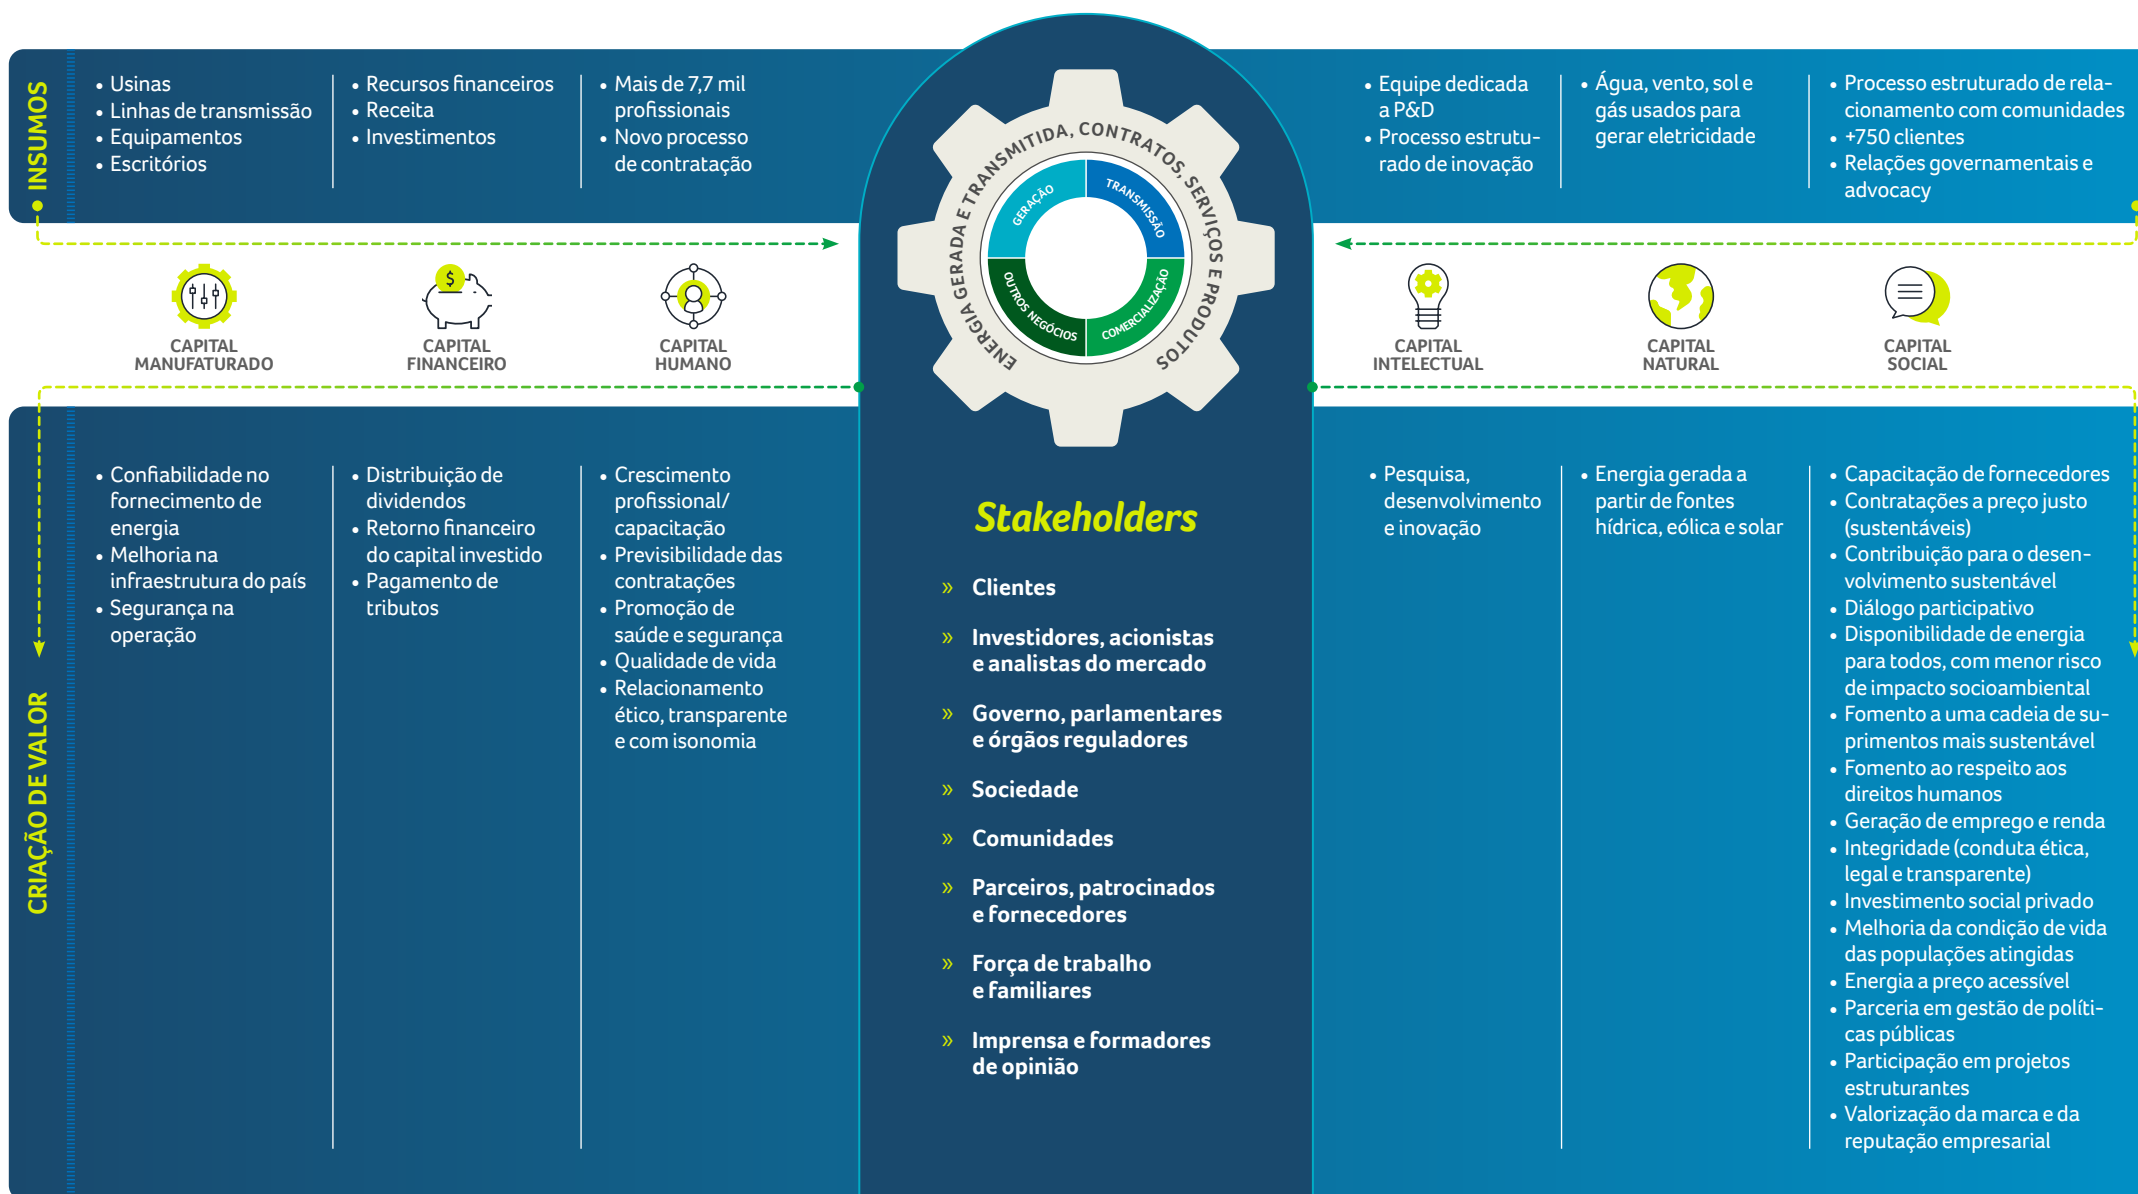 INSUMOS
• Usinas
• Linhas de transmissão
• Equipamentos
• Escritórios
• Recursos financeiros
• Receita
• Investimentos
• Mais de 7,7 mil
profissionais
• Novo processo
de contratação
ENERGIA GERADA E TRANSMITIDA, CONTRATOS, SERVIÇOS E PRODUTOS
GERAÇÃO
TRANSMISSÃO
OUTROS NEGÓCIOS
COMERCIALIZAÇÃO
• Equipe dedicada
a P&D
• Processo estrutu-
rado de inovação
• Água, vento, sol e
gás usados para
gerar eletricidade
• Processo estruturado de rela-
cionamento com comunidades
• +750 clientes
• Relações governamentais e
advocacy
$
CAPITAL
MANUFATURADO
CAPITAL
FINANCEIRO
CAPITAL
HUMANO
CAPITAL
INTELECTUAL
CAPITAL
NATURAL
CAPITAL
SOCIAL
CRIAÇÃO DE VALOR
• Confiabilidade no
fornecimento de
energia
• Melhoria na
infraestrutura do país
• Segurança na
operação
• Distribuição de
dividendos
• Retorno financeiro
do capital investido
• Pagamento de
tributos
• Crescimento
profissional/
capacitação
• Previsibilidade das
contratações
• Promoção de
saúde e segurança
• Qualidade de vida
• Relacionamento
ético, transparente
e com isonomia
Stakeholders
» Clientes
» Investidores, acionistas
e analistas do mercado
» Governo, parlamentares
e órgãos reguladores
» Sociedade
» Comunidades
» Parceiros, patrocinados
e fornecedores
» Força de trabalho
e familiares
» Imprensa e formadores
de opinião
• Pesquisa,
desenvolvimento
e inovação
• Energia gerada a
partir de fontes
hídrica, eólica e solar
• Capacitação de fornecedores
• Contratações a preço justo
(sustentáveis)
• Contribuição para o desen-
volvimento sustentável
• Diálogo participativo
• Disponibilidade de energia
para todos, com menor risco
de impacto socioambiental
• Fomento a uma cadeia de su-
primentos mais sustentável
• Fomento ao respeito aos
direitos humanos
• Geração de emprego e renda
• Integridade (conduta ética,
legal e transparente)
• Investimento social privado
• Melhoria da condição de vida
das populações atingidas
• Energia a preço acessível
• Parceria em gestão de políti-
cas públicas
• Participação em projetos
estruturantes
• Valorização da marca e da
reputação empresarial